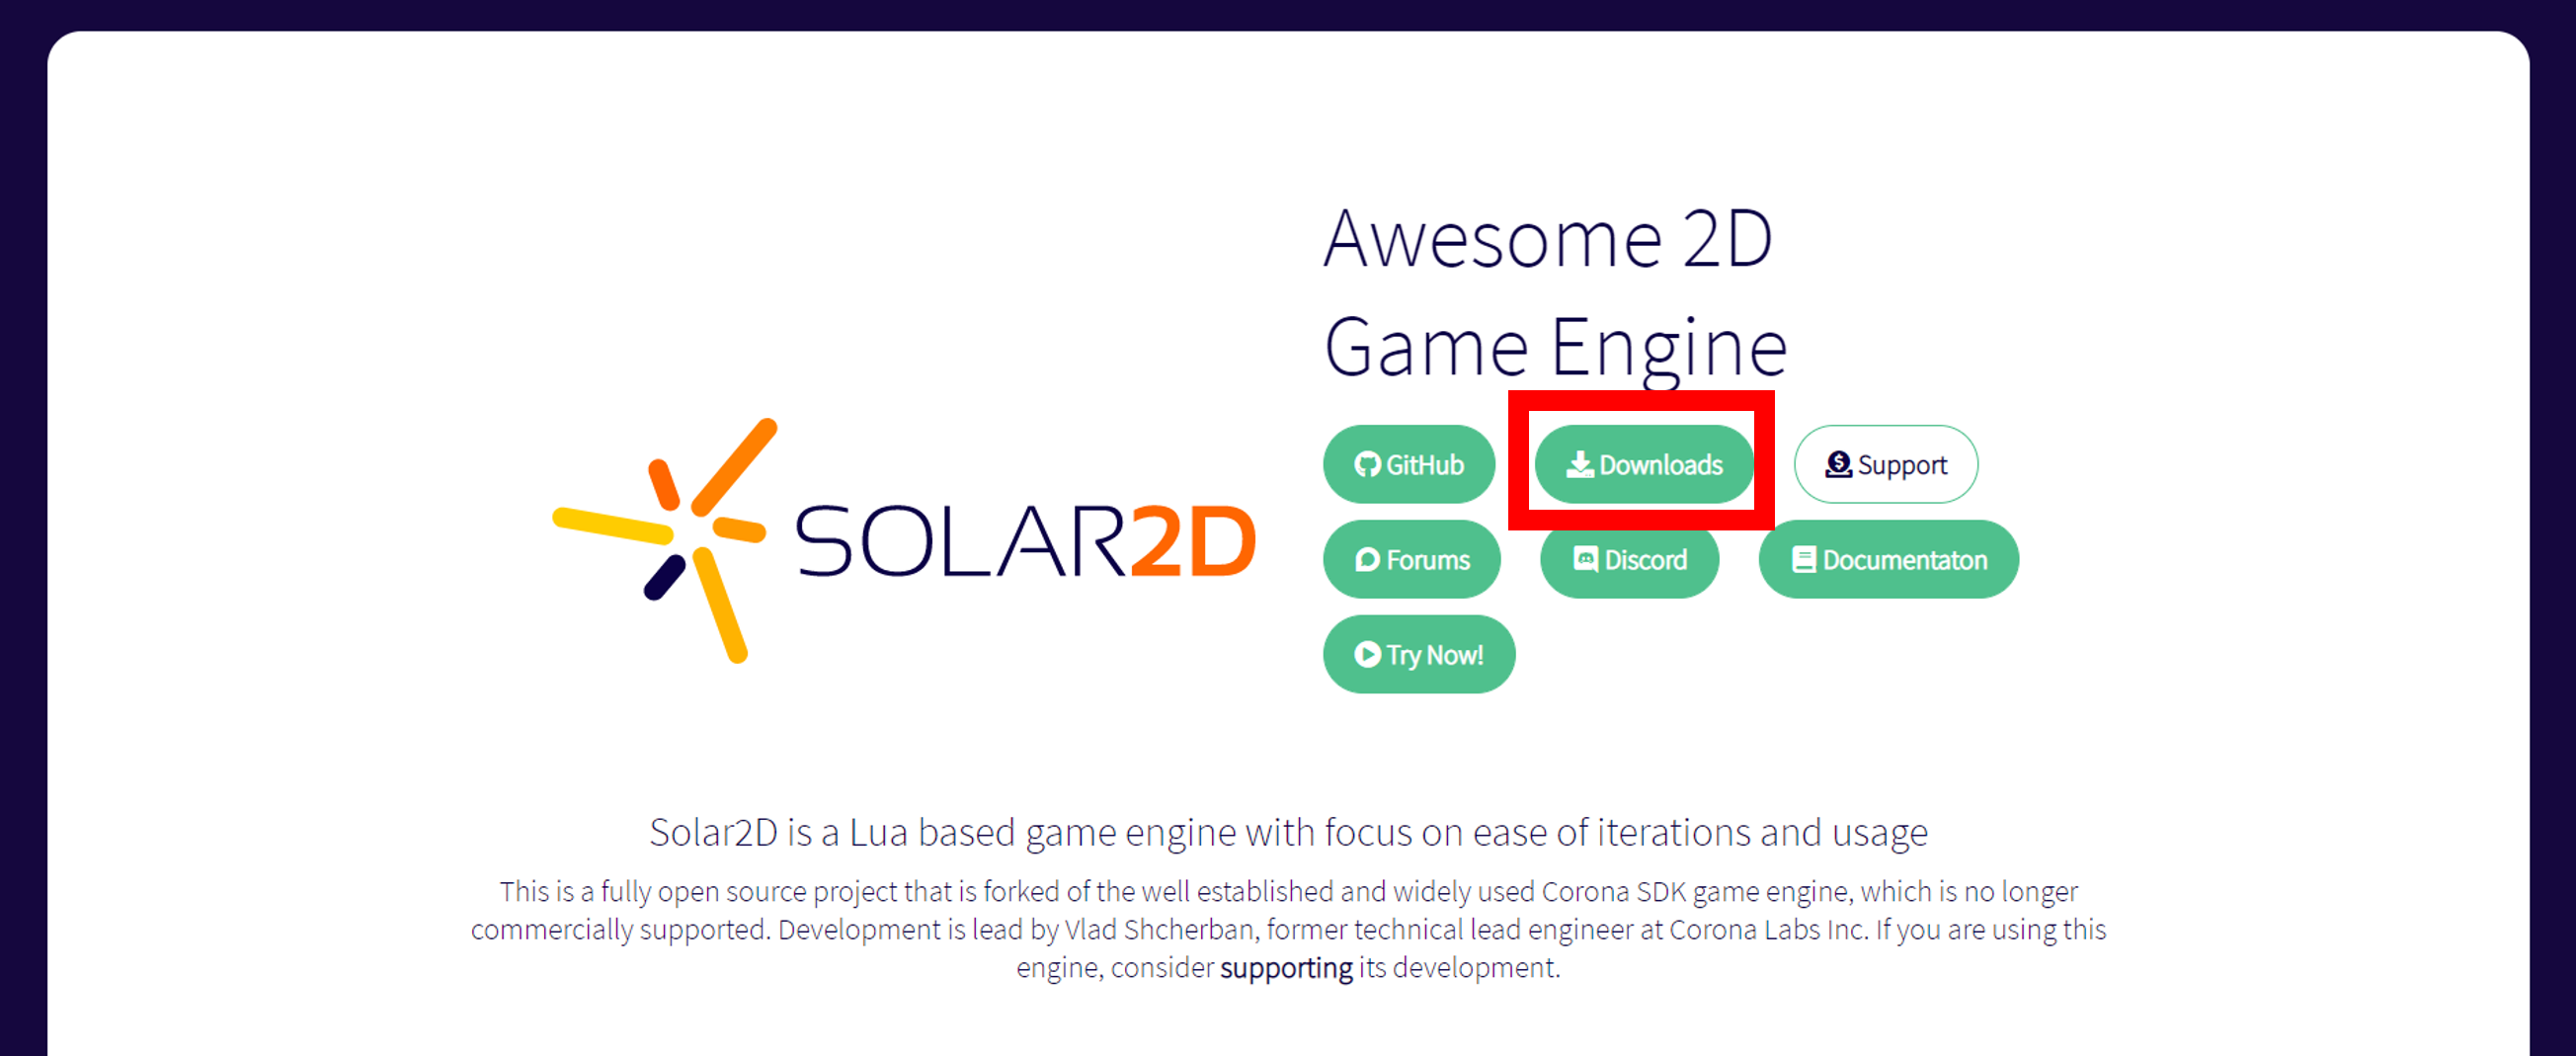 Awesome 2D
Game Engine
SOLAR2D
GitHub
Downloads
Support
Forums
Discord
Documentaton
Try Now!
Solar2D is a Lua based game engine with focus on ease of iterations and usage
This is a fully open source project that is forked of the well established and widely used Corona SDK game engine, which is no longer
commercially supported. Development is lead by Vlad Shcherban, former technical lead engineer at Corona Labs Inc. If you are using this
engine, consider supporting its development.